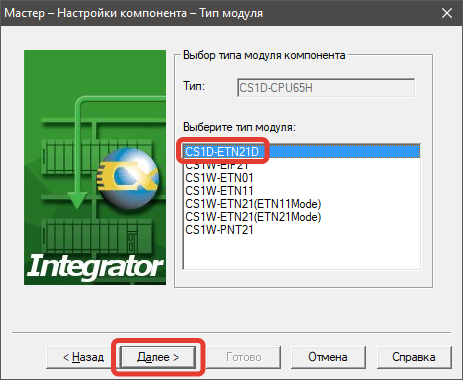 Мастер – Настройки компонента – Тип модуля
Выбор типа модуля компонента
Тип: CS1D-CPU65H
Выберите тип модуля:
CS1D-ETN21D
CS1W-EIP21
CS1W-ETN01
CS1W-ETN11
CS1W-ETN21(ETN11Mode)
CS1W-ETN21(ETN21Mode)
CS1W-PNT21
Cx
Integrator
< Назад Далее > Готово Отмена Справка